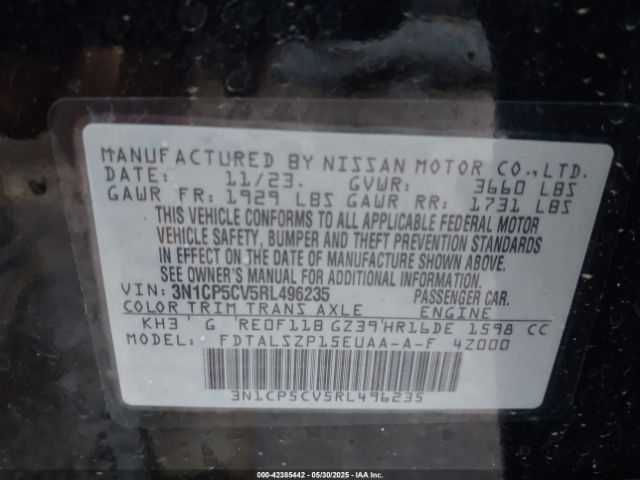 MANUFACTURED BY NISSAN MOTOR CO.,LTD.
DATE: 11/23. GVWR: 3660 LBS
GAWR FR: 1929 LBS GAWR RR: 1731 LBS
THIS VEHICLE CONFORMS TO ALL APPLICABLE FEDERAL MOTOR
VEHICLE SAFETY, BUMPER AND THEFT PREVENTION STANDARDS
IN EFFECT ON THE DATE OF MANUFACTURE SHOWN ABOVE.
SEE OWNER'S MANUAL FOR ADDITIONAL INFORMATION.
VIN: 3N1CP5CV5RL496235 PASSENGER CAR.
COLOR TRIM TRANS AXLE ENGINE
KH3 ' G ' RE0F11B GZ39'HR16DE 1598 CC
MODEL: FDTALSZP15EUAA-A-F 4Z000
3N1CP5CV5RL496235
000-42385442 - 05/30/2025 - Copyright © 2025 IAA.